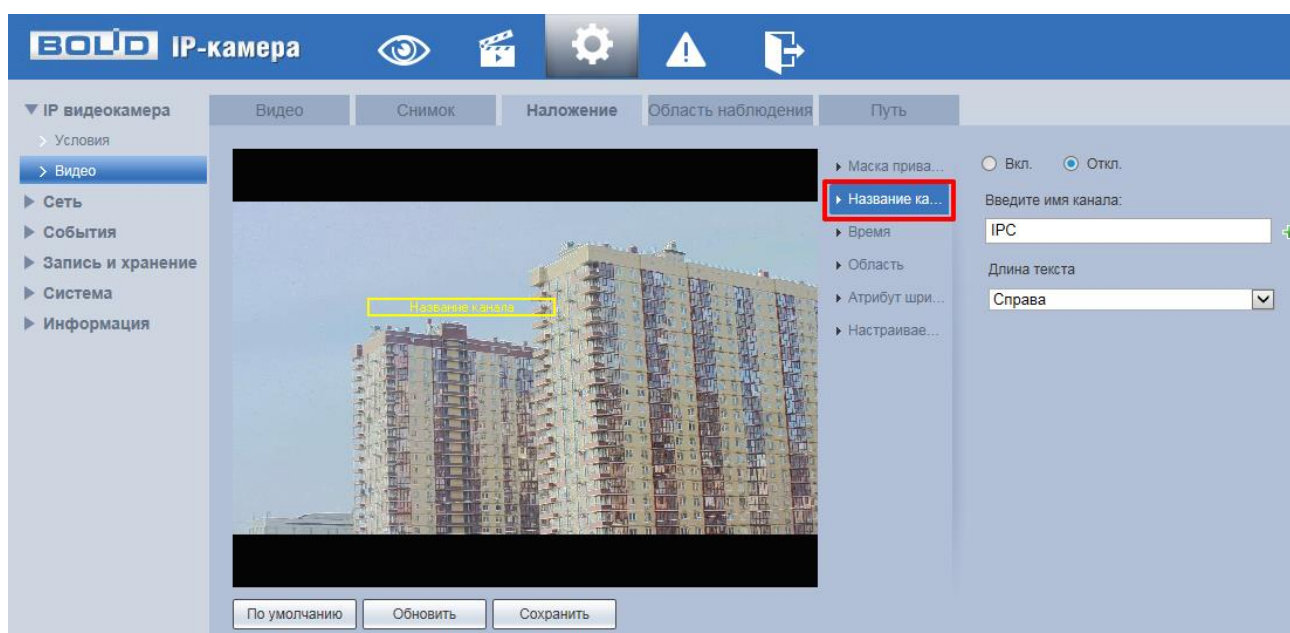 BOLID IP-камера
IP видеокамера
Условия
Видео
Сеть
События
Запись и хранение
Система
Информация
Видео
Снимок
Наложение
Область наблюдения
Путь
Название канала
Маска прива...
Название ка...
Время
Область
Атрибут шри...
Настраивае...
Вкл. Откл.
Введите имя канала:
IPC
Длина текста
Справа
По умолчанию
Обновить
Сохранить